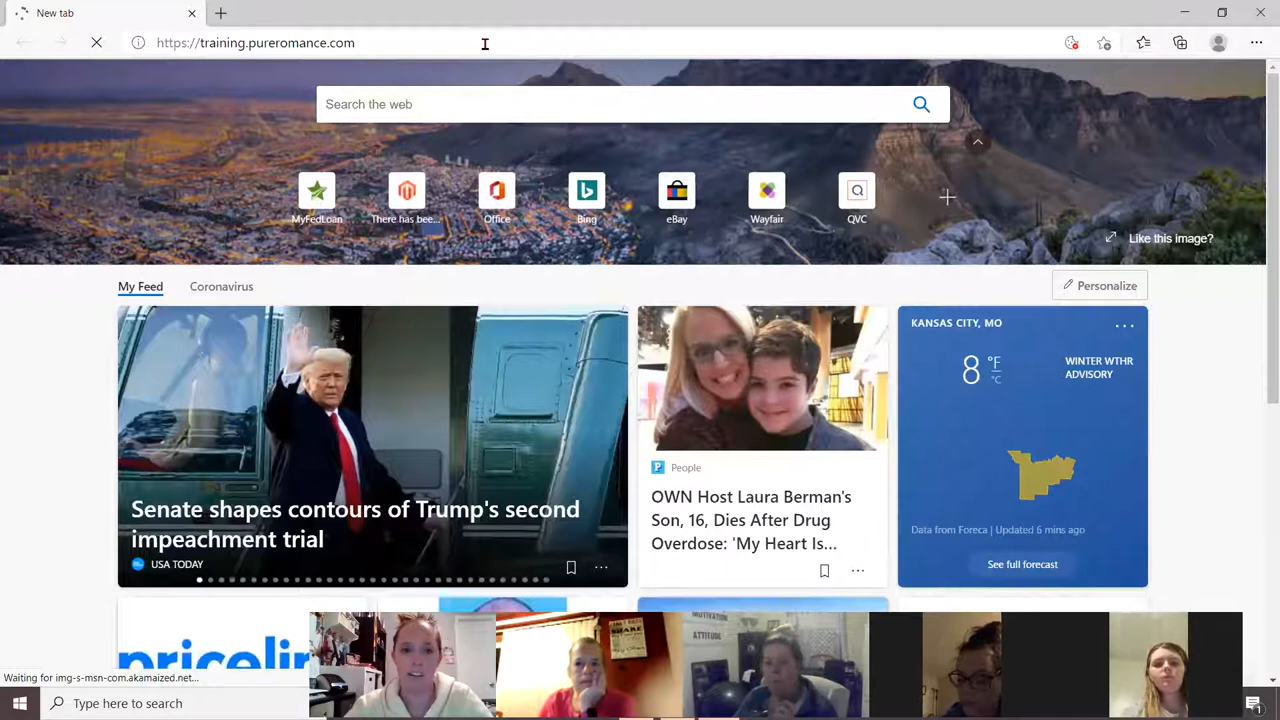 New tab
https://training.pureromance.com
Search the web
MyFedLoan
There has bee...
Office
Bing
eBay
Wayfair
QVC
Like this image?
My Feed
Coronavirus
Personalize
Senate shapes contours of Trump's second
impeachment trial
USA TODAY
People
OWN Host Laura Berman's
Son, 16, Dies After Drug
Overdose: 'My Heart Is...
KANSAS CITY, MO
8 °F
°C
WINTER WTHR
ADVISORY
Data from Foreca | Updated 6 mins ago
See full forecast
pricelin
MOTIVATION
ATTITUDE
SHARE
Waiting for img-s-msn-com.akamaized.net...
Type here to search